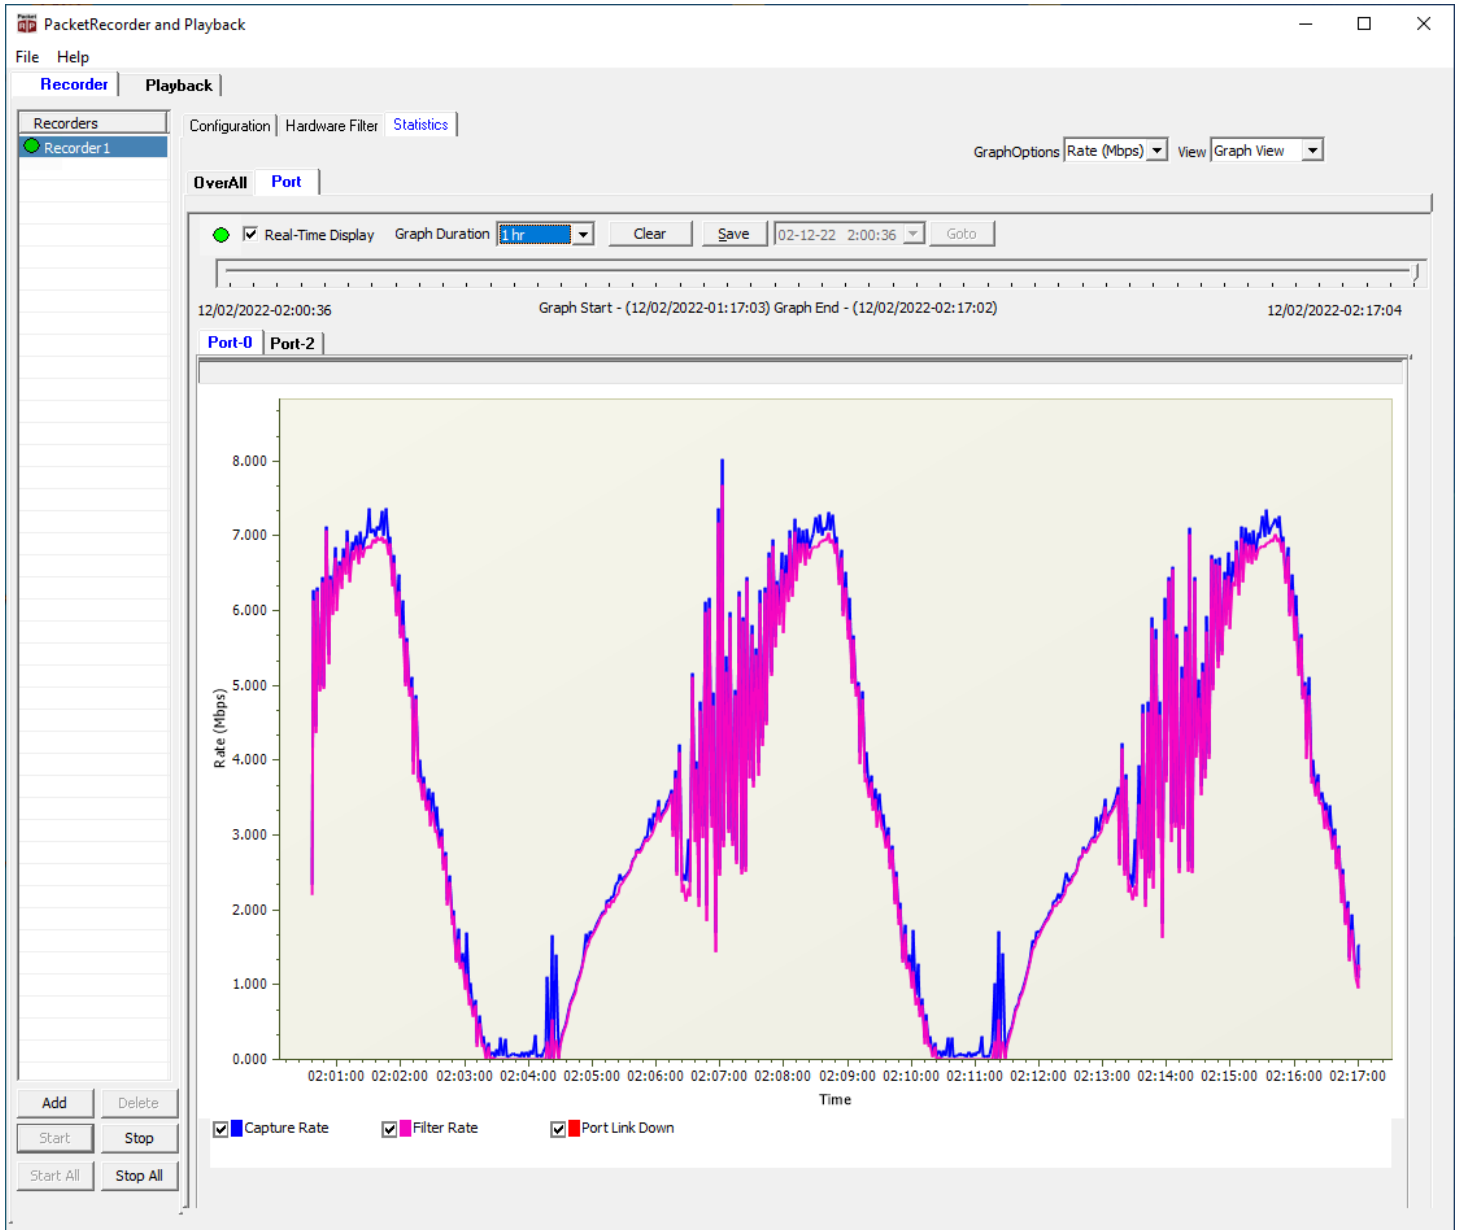 PacketRecorder and Playback
File Help
Recorder Playback
Recorders
Recorder1
Configuration Hardware Filter Statistics
GraphOptions Rate (Mbps) View Graph View
OverAll Port
Real-Time Display Graph Duration 1 hr Clear Save 02-12-22 2:00:36 Goto
12/02/2022-02:00:36 Graph Start - (12/02/2022-01:17:03) Graph End - (12/02/2022-02:17:02) 12/02/2022-02:17:04
Port-0 Port-2
8.000
7.000
6.000
5.000
4.000
3.000
2.000
1.000
0.000
Rate (Mbps)
02:01:00 02:02:00 02:03:00 02:04:00 02:05:00 02:06:00 02:07:00 02:08:00 02:09:00 02:10:00 02:11:00 02:12:00 02:13:00 02:14:00 02:15:00 02:16:00 02:17:00
Time
Capture Rate Filter Rate Port Link Down
Add Delete
Start Stop
Start All Stop All